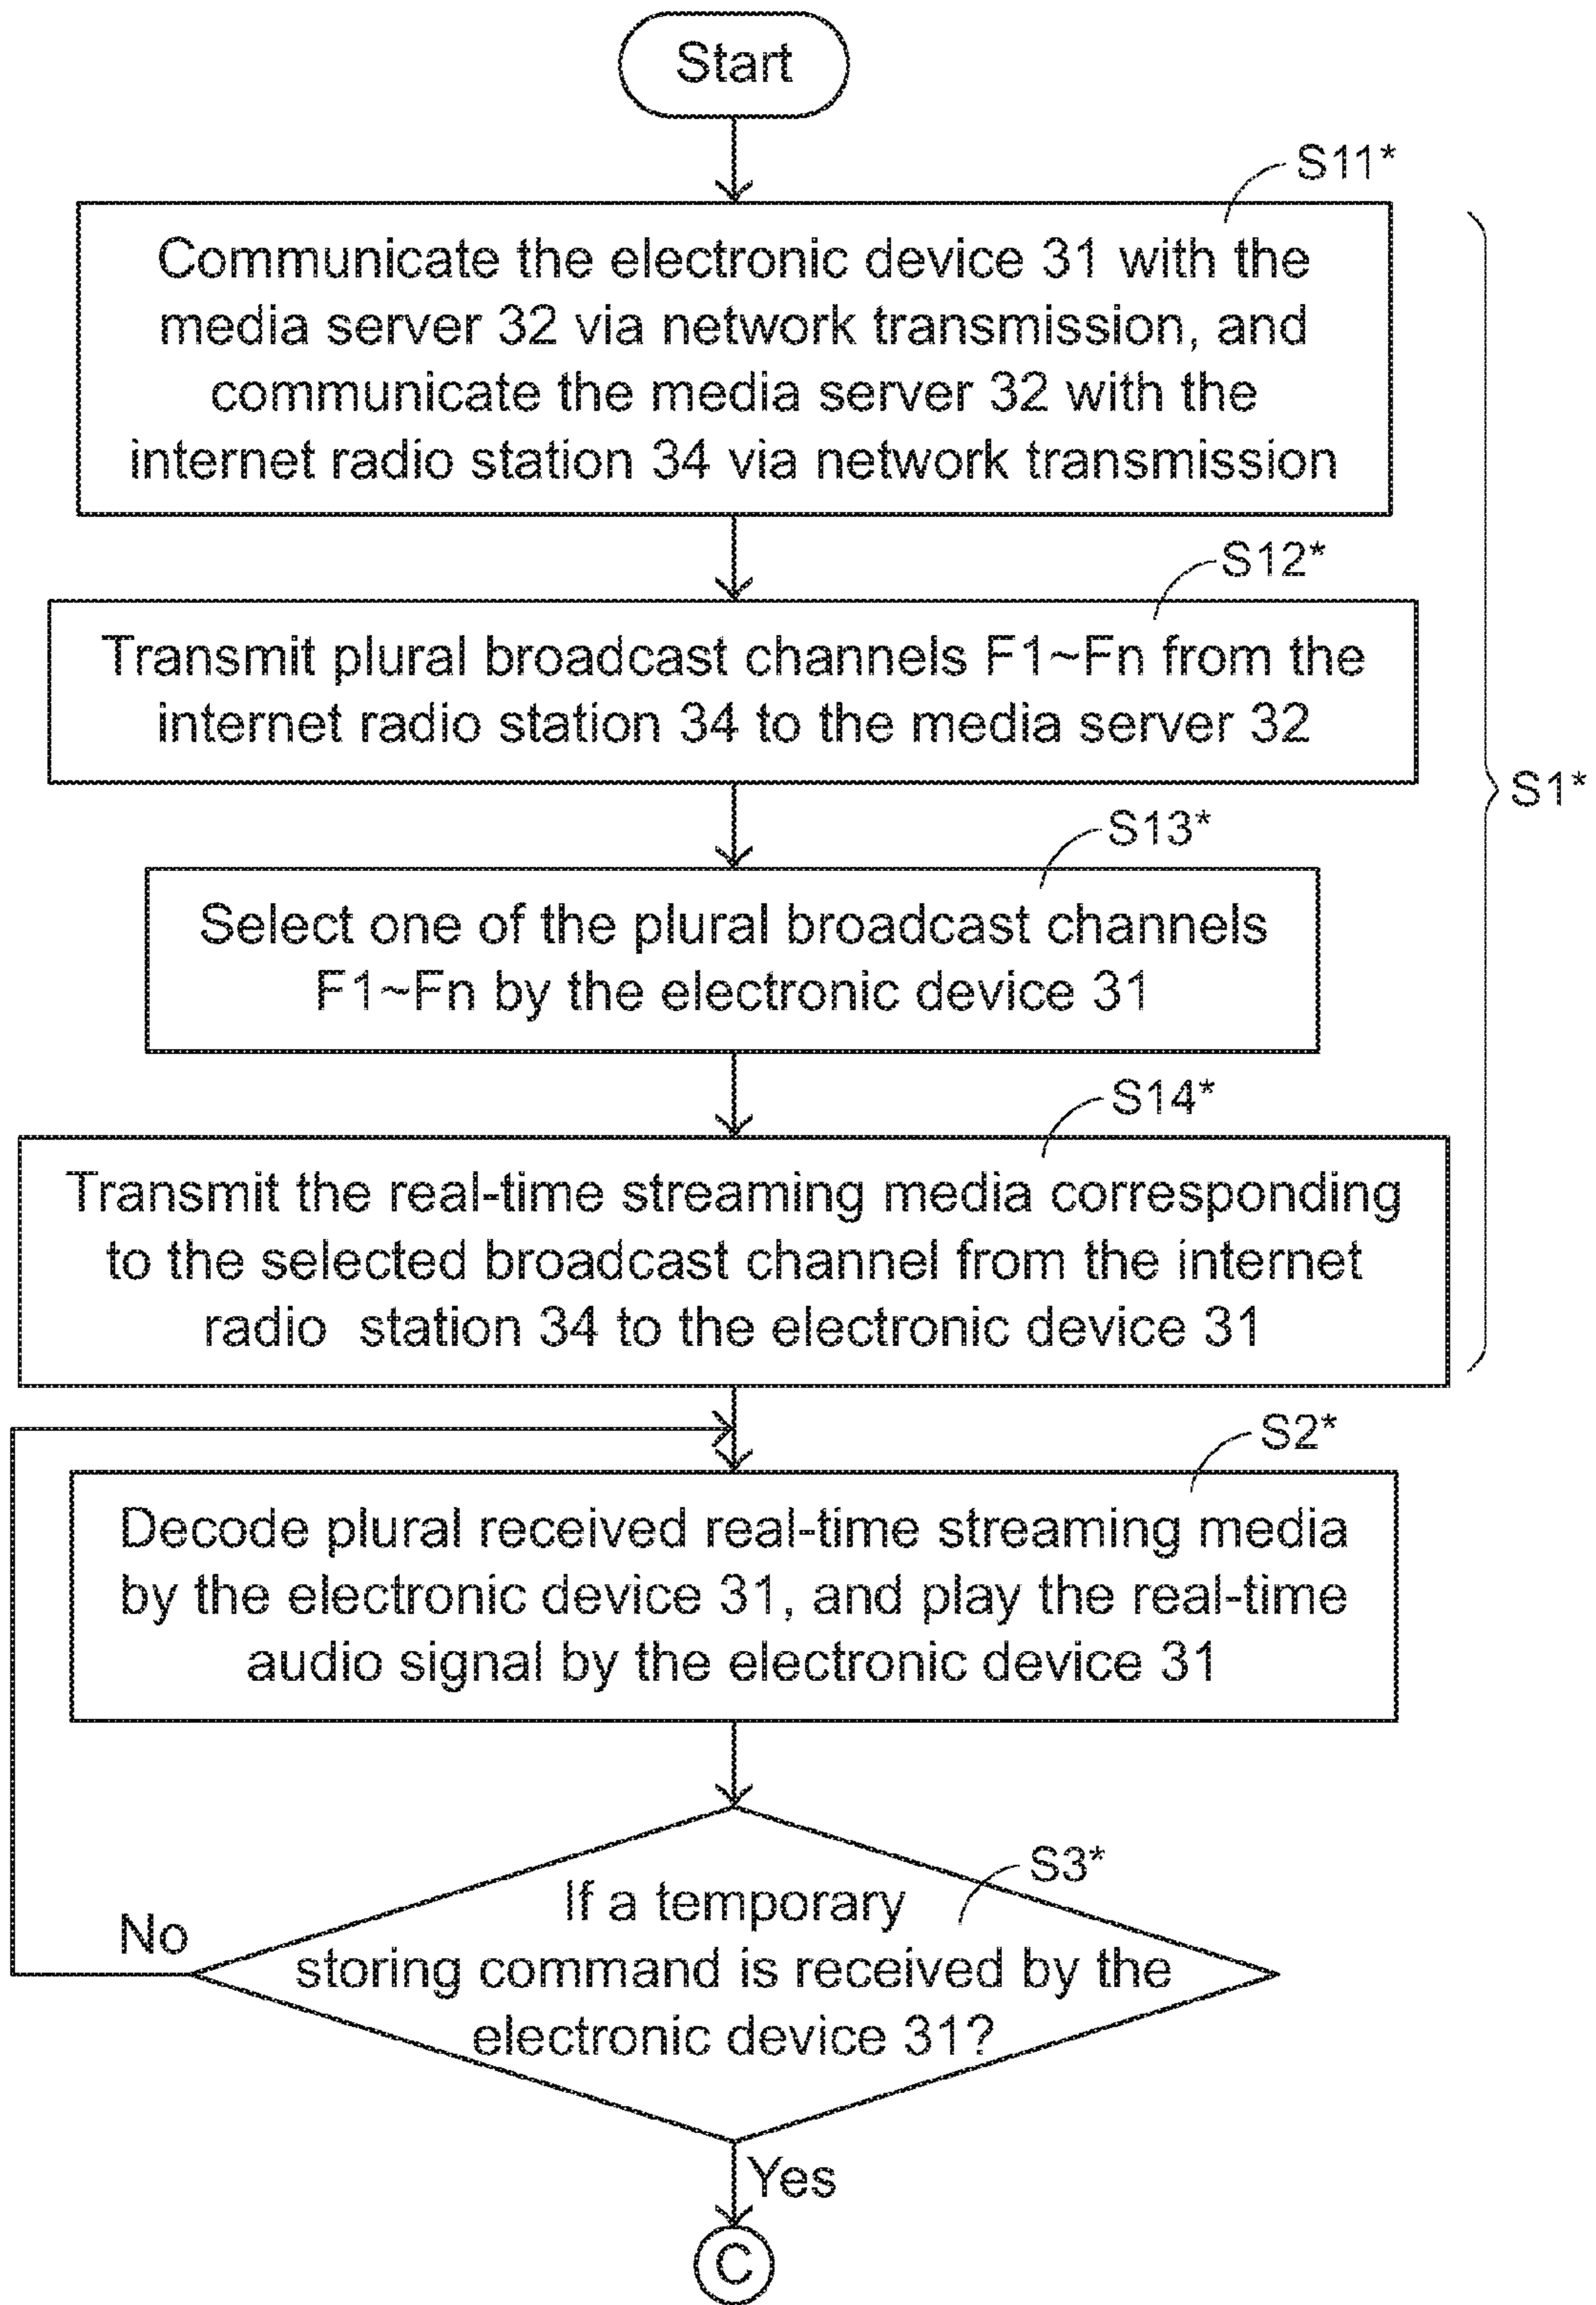 Start
S11*
Communicate the electronic device 31 with the
media server 32 via network transmission, and
communicate the media server 32 with the
internet radio station 34 via network transmission
S12*
Transmit plural broadcast channels F1~Fn from the
internet radio station 34 to the media server 32
S1*
S13*
Select one of the plural broadcast channels
F1~Fn by the electronic device 31
S14*
Transmit the real-time streaming media corresponding
to the selected broadcast channel from the internet
radio station 34 to the electronic device 31
S2*
Decode plural received real-time streaming media
by the electronic device 31, and play the real-time
audio signal by the electronic device 31
S3*
If a temporary
No
storing command is received by the
electronic device 31?
Yes
C